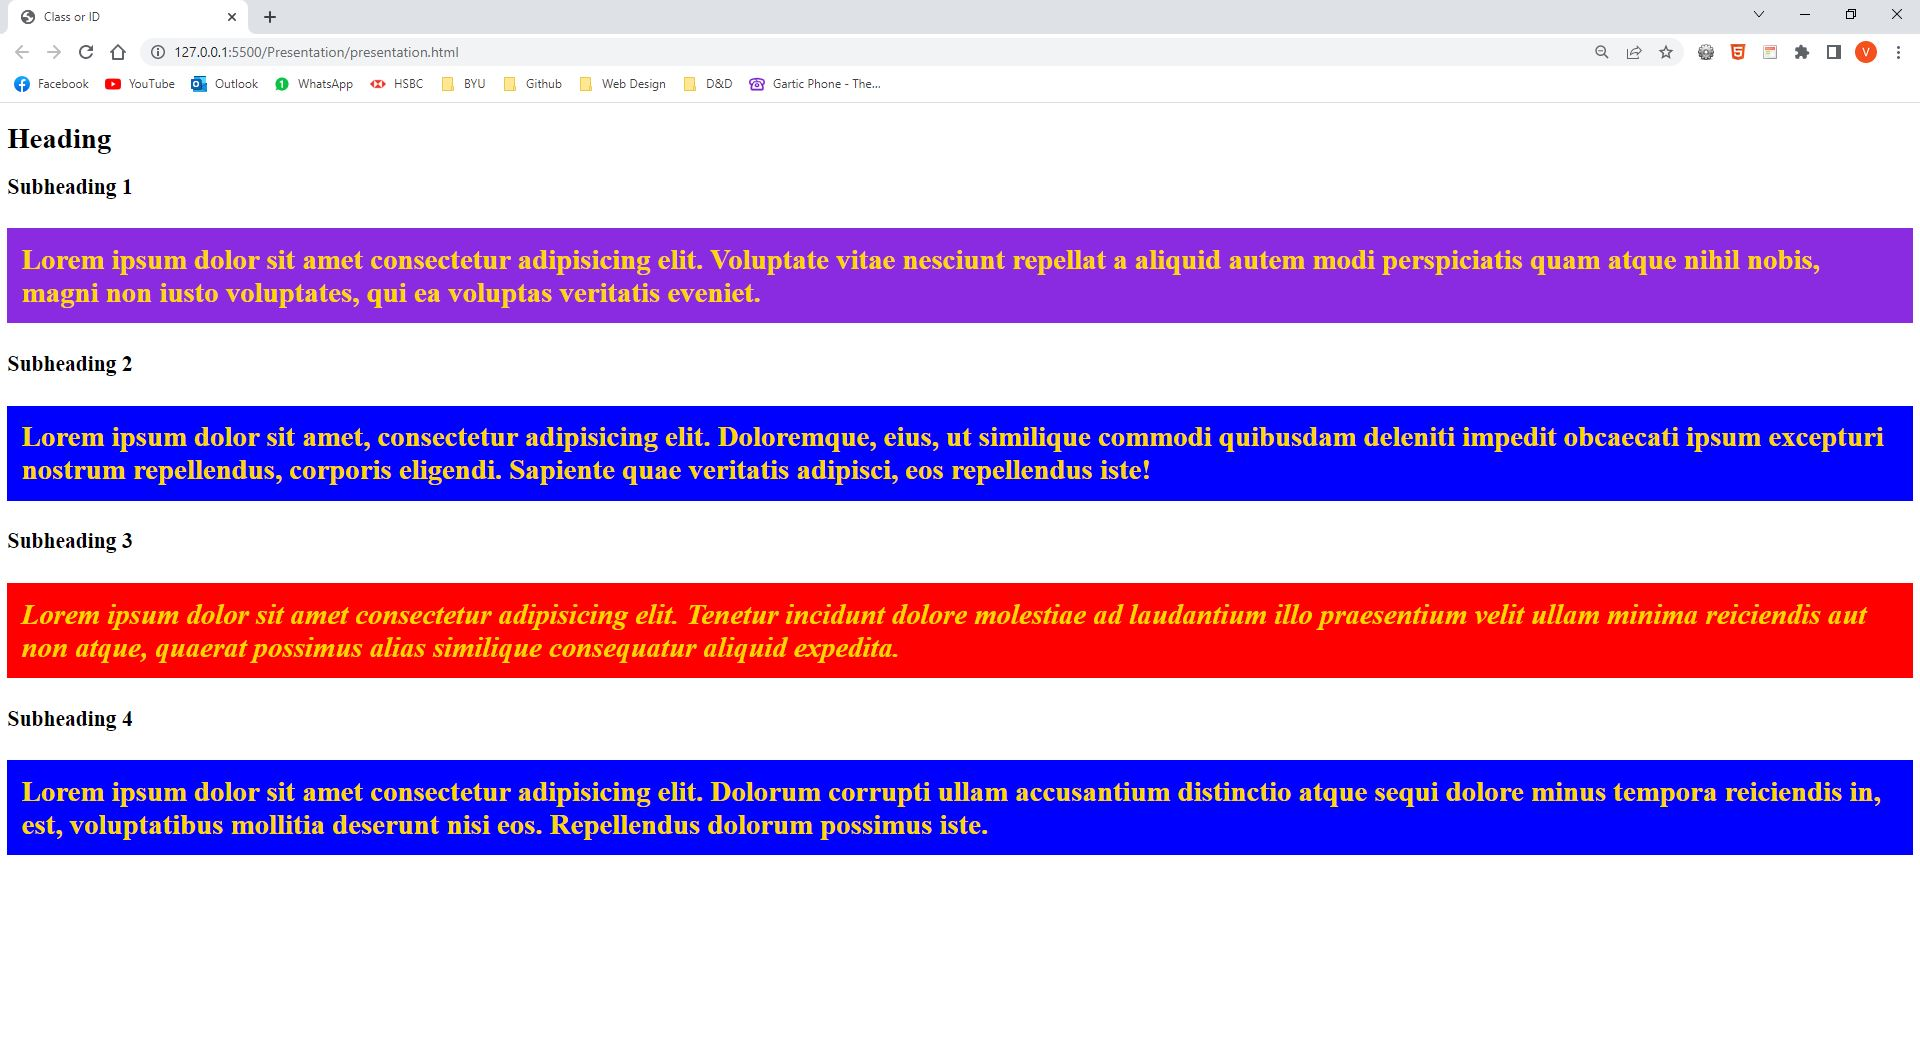 Class or ID
127.0.0.1:5500/Presentation/presentation.html
Facebook YouTube Outlook WhatsApp HSBC BYU Github Web Design D&D Gartic Phone - The...
Heading
Subheading 1
Lorem ipsum dolor sit amet consectetur adipisicing elit. Voluptate vitae nesciunt repellat a aliquid autem modi perspiciatis quam atque nihil nobis,
magni non iusto voluptates, qui ea voluptas veritatis eveniet.
Subheading 2
Lorem ipsum dolor sit amet, consectetur adipisicing elit. Doloremque, eius, ut similique commodi quibusdam deleniti impedit obcaecati ipsum excepturi
nostrum repellendus, corporis eligendi. Sapiente quae veritatis adipisci, eos repellendus iste!
Subheading 3
Lorem ipsum dolor sit amet consectetur adipisicing elit. Tenetur incidunt dolore molestiae ad laudantium illo praesentium velit ullam minima reiciendis aut
non atque, quaerat possimus alias similique consequatur aliquid expedita.
Subheading 4
Lorem ipsum dolor sit amet consectetur adipisicing elit. Dolorum corrupti ullam accusantium distinctio atque sequi dolore minus tempora reiciendis in,
est, voluptatibus mollitia deserunt nisi eos. Repellendus dolorum possimus iste.